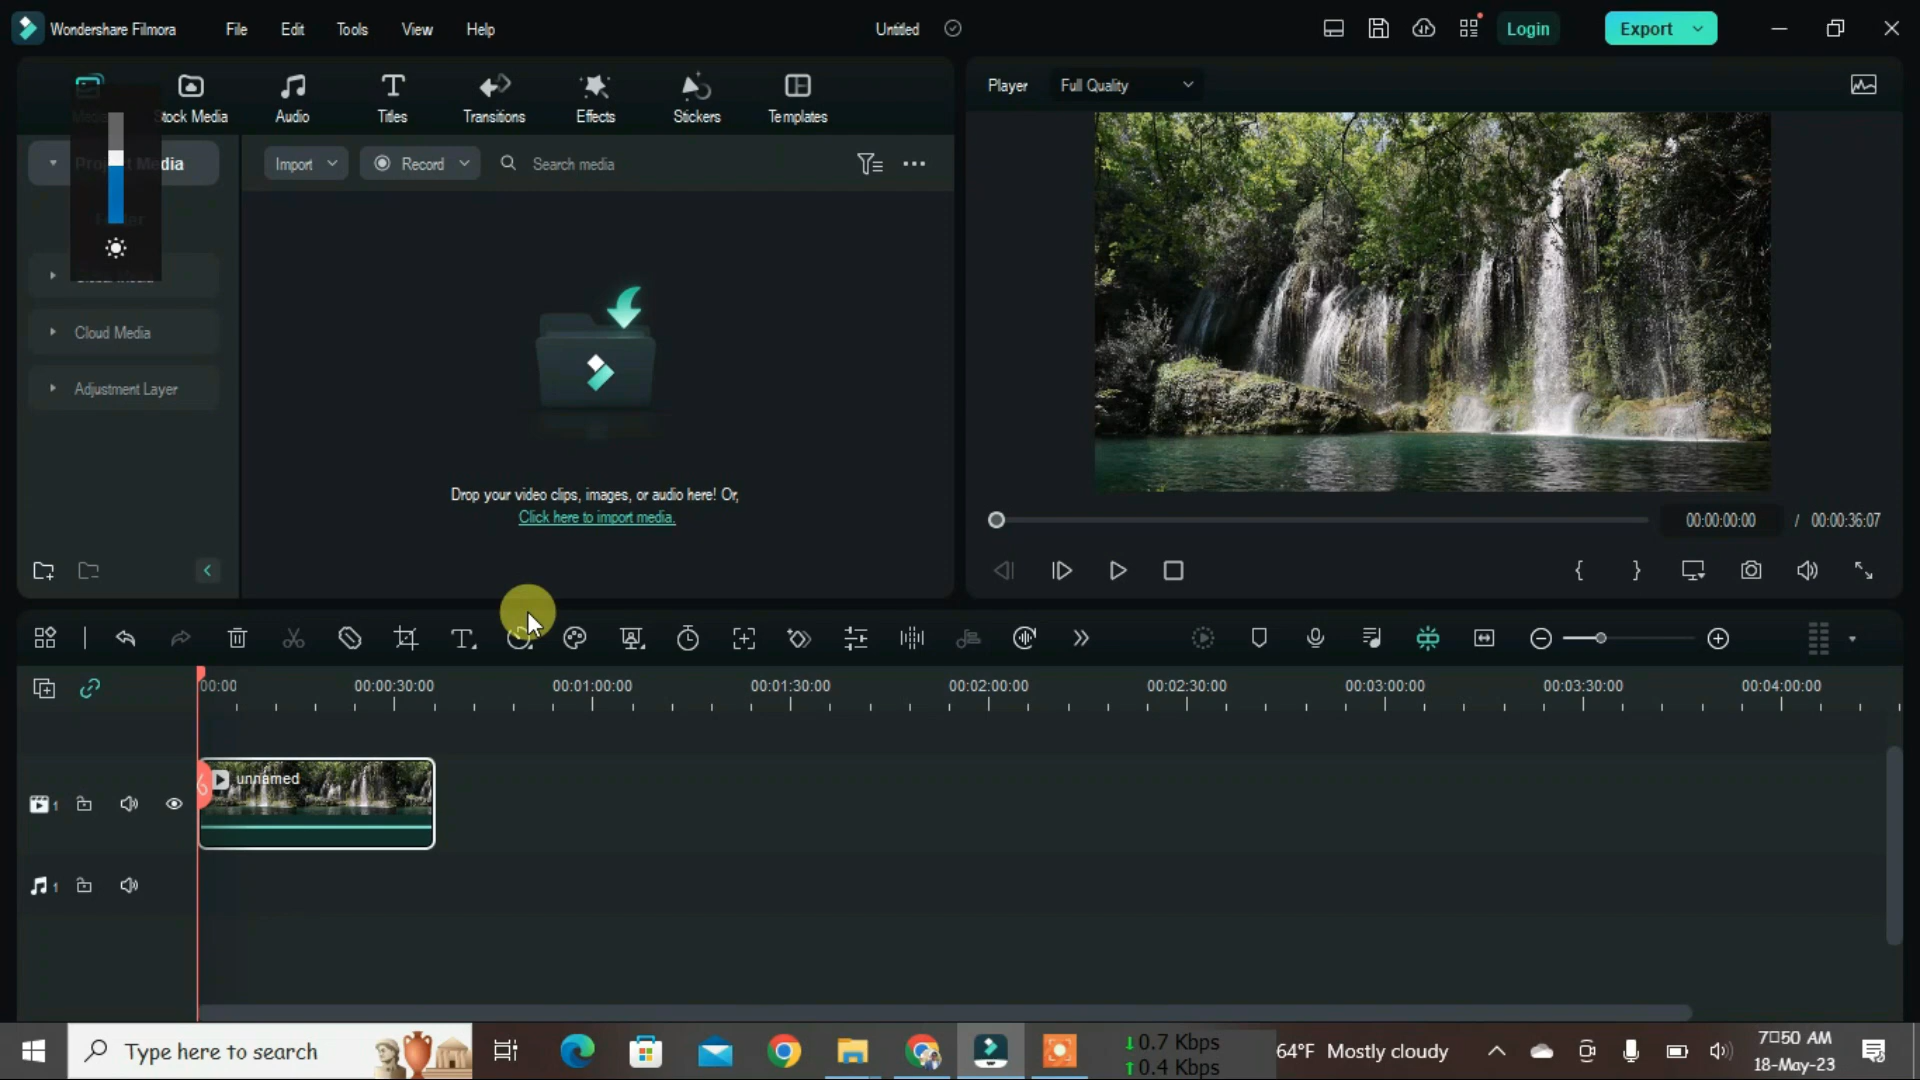 Wondershare Filmora
File
Edit
Tools
View
Help
Untitled
Login
Export
Stock Media
Audio
Titles
Transitions
Effects
Stickers
Templates
Player
Full Quality
Import
Record
Search media
Cloud Media
Adjustment Layer
Drop your video clips, images, or audio here! Or,
Click here to import media.
00:00:00:00 / 00:00:36:07
00:00
00:00:30:00
00:01:00:00
00:01:30:00
00:02:00:00
00:02:30:00
00:03:00:00
00:03:30:00
00:04:00:00
unnamed
1
1
Type here to search
↓0.7 Kbps
↑0.4 Kbps
64°F Mostly cloudy
7□50 AM
18-May-23